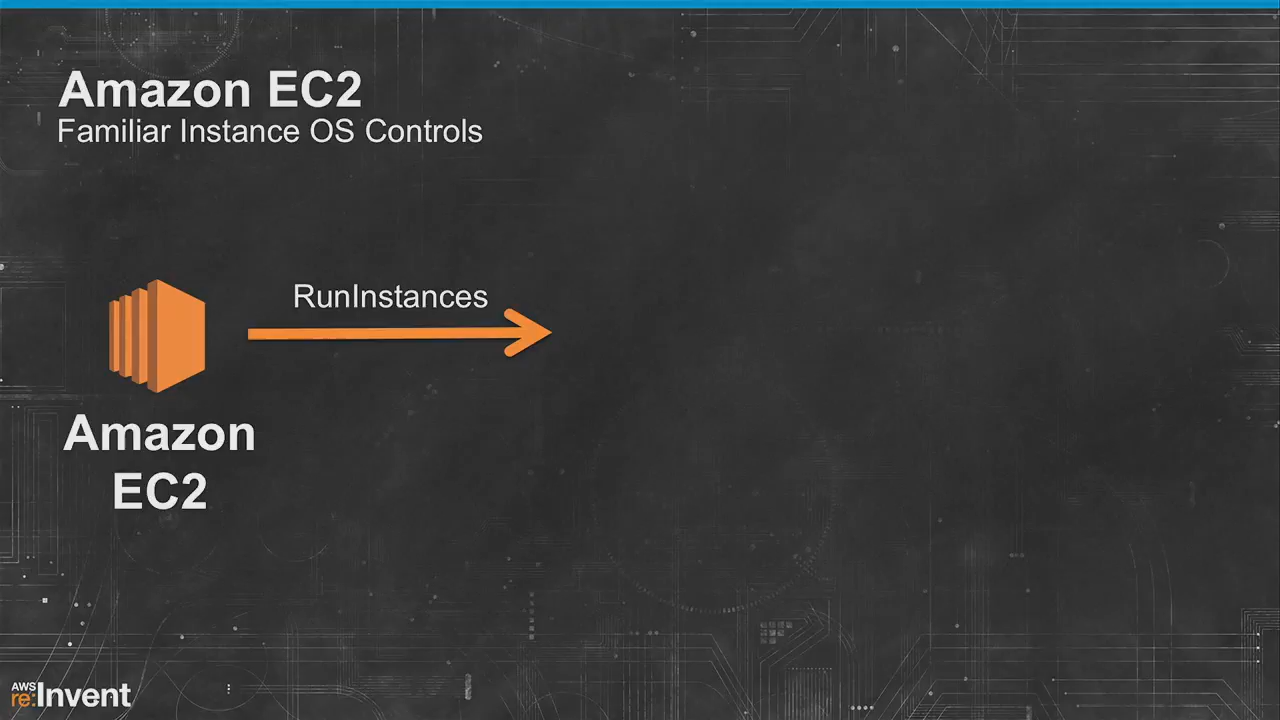 Amazon EC2
Familiar Instance OS Controls
RunInstances
Amazon
EC2
AWS
re:Invent